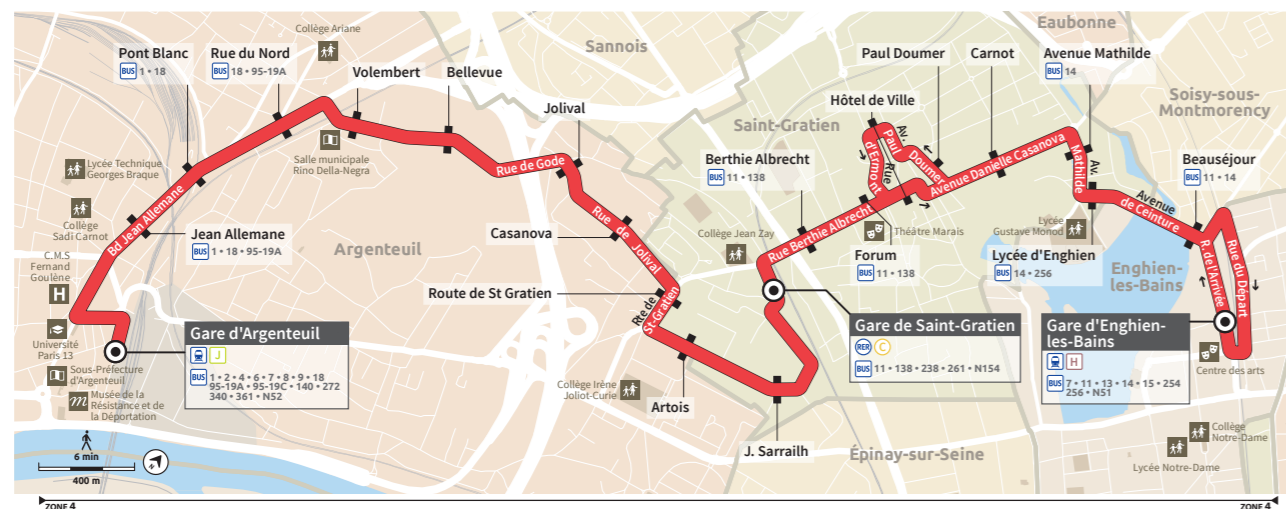 Collège Ariane
Pont Blanc
BUS 1 • 18
Rue du Nord
BUS 18 • 95-19A
Volembert
Bellevue
Sannois
Jolival
Eaubonne
Paul Doumer
Carnot
Avenue Mathilde
BUS 14
Soisy-sous-
Montmorency
Hôtel de Ville
Saint-Gratien
Berthie Albrecht
BUS 11 • 138
Beauséjour
BUS 11 • 14
Lycée Technique
Georges Braque
Salle municipale
Rino Della-Negra
Rue de Gode
Av.
Paul
Doumer
Rue
d'Ermont
Avenue Danielle Casanova
Mathilde
Av.
Avenue
de Ceinture
Collège
Sadi Carnot
Bd Jean Allemane
Jean Allemane
BUS 1 • 18 • 95-19A
Argenteuil
Casanova
Rue de Jolival
Collège Jean Zay
Rue Berthie Albrecht
Théâtre Marais
Lycée
Gustave Monod
Forum
BUS 11 • 138
Lycée d'Enghien
BUS 14 • 256
Enghien-
les-Bains
R. de l'Arrivée
Rue du Départ
C.M.S
Fernand
Goulène
H
Route de St Gratien
Rte de
St-Gratien
Université
Paris 13
Gare d'Argenteuil
J
BUS 1 • 2 • 4 • 6 • 7 • 8 • 9 • 18
95-19A • 95-19C • 140 • 272
340 • 361 • N52
Gare de Saint-Gratien
RER C
BUS 11 • 138 • 238 • 261 • N154
Gare d'Enghien-
les-Bains
H
BUS 7 • 11 • 13 • 14 • 15 • 254
256 • N51
Centre des arts
Sous-Préfecture
d'Argenteuil
m
Musée de la
Résistance et de
la Déportation
Collège Irène
Joliot-Curie
Artois
J. Sarrailh
Épinay-sur-Seine
Collège
Notre-Dame
Lycée Notre-Dame
6 min
400 m
ZONE 4
ZONE 4